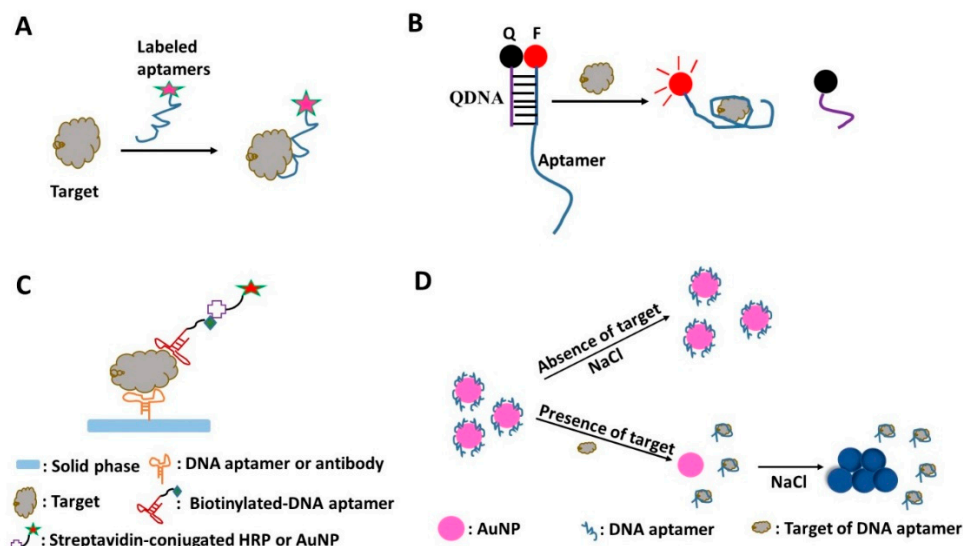 A
Labeled
aptamers
Target
B
Q F
QDNA
Aptamer
C
: Solid phase
: DNA aptamer or antibody
: Target
: Biotinylated-DNA aptamer
: Streptavidin-conjugated HRP or AuNP
D
Absence of target
NaCl
Presence of target
NaCl
: AuNP
: DNA aptamer
: Target of DNA aptamer